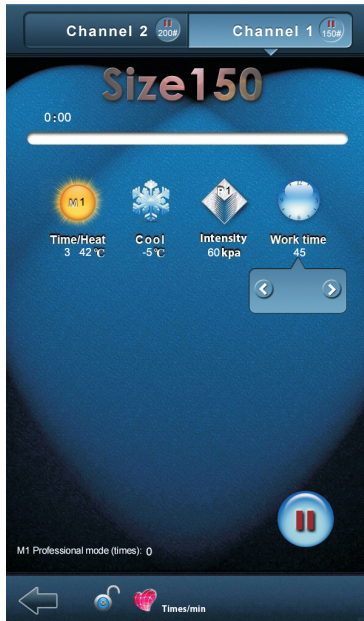 Channel 2 200#
Channel 1 150#
Size150
0:00
M1
P1
Time/Heat Cool Intensity Work time
3 42℃ -5℃ 60 kpa 45
M1 Professional mode (times): 0
Times/min